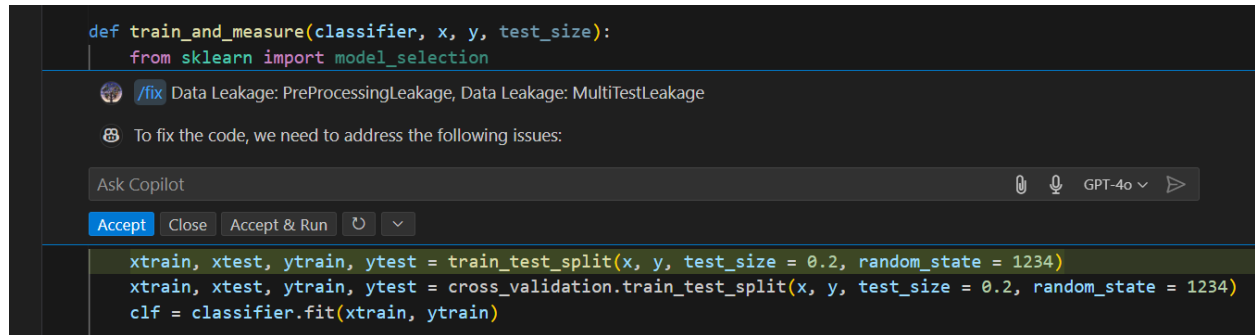 def train_and_measure(classifier, x, y, test_size):
from sklearn import model_selection
/fix Data Leakage: PreProcessingLeakage, Data Leakage: MultiTestLeakage
To fix the code, we need to address the following issues:
Ask Copilot GPT-4o
Accept Close Accept & Run
xtrain, xtest, ytrain, ytest = train_test_split(x, y, test_size = 0.2, random_state = 1234)
xtrain, xtest, ytrain, ytest = cross_validation.train_test_split(x, y, test_size = 0.2, random_state = 1234)
clf = classifier.fit(xtrain, ytrain)